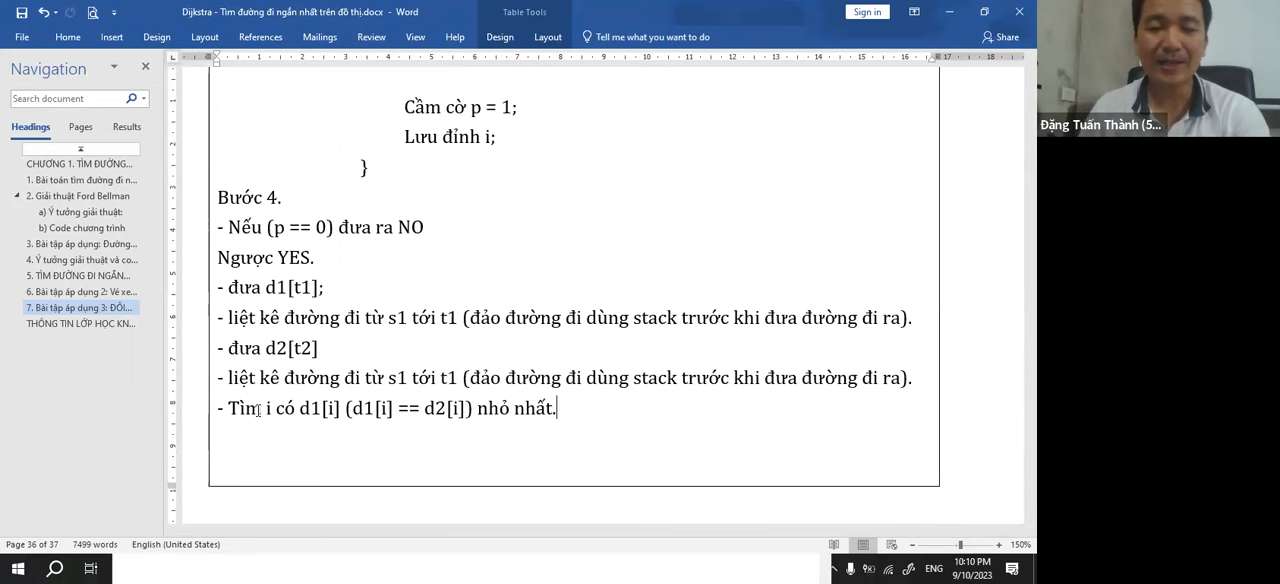 Dijkstra - Tìm đường đi ngắn nhất trên đồ thị.docx - Word
Table Tools
Sign in
File Home Insert Design Layout References Mailings Review View Help Design Layout Tell me what you want to do Share
Navigation
Search document
Headings Pages Results
CHƯƠNG 1. TÌM ĐƯỜNG...
1. Bài toán tìm đường đi n...
2. Giải thuật Ford Bellman
a) Ý tưởng giải thuật:
b) Code chương trình
3. Bài tập áp dụng: Đường...
4. Ý tưởng giải thuật và co...
5. TÌM ĐƯỜNG ĐI NGẮN...
6. Bài tập áp dụng 2: Vé xe...
7. Bài tập áp dụng 3: ĐÔI...
THÔNG TIN LỚP HỌC KN...
Cầm cờ p = 1;
Lưu đỉnh i;
}
Bước 4.
- Nếu (p == 0) đưa ra NO
Ngược YES.
- đưa d1[t1];
- liệt kê đường đi từ s1 tới t1 (đảo đường đi dùng stack trước khi đưa đường đi ra).
- đưa d2[t2]
- liệt kê đường đi từ s1 tới t1 (đảo đường đi dùng stack trước khi đưa đường đi ra).
- Tìm i có d1[i] (d1[i] == d2[i]) nhỏ nhất.
Đặng Tuấn Thành (5...
Page 36 of 37 7499 words English (United States) 150%
ENG
10:10 PM
9/10/2023